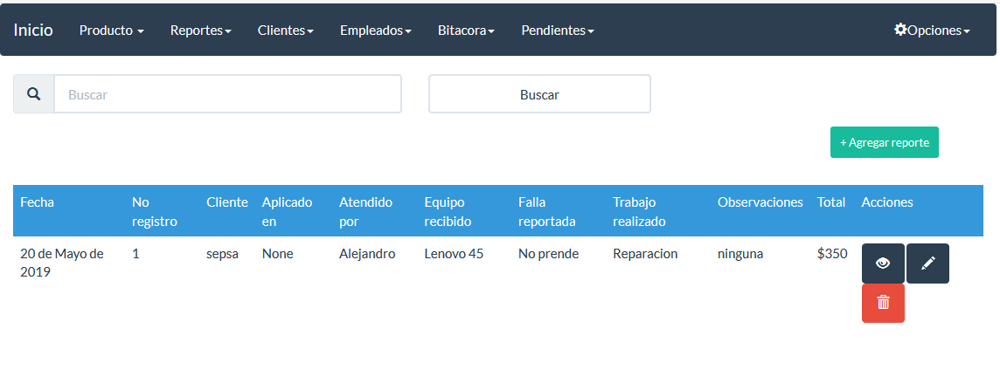 Inicio Producto Reportes Clientes Empleados Bitacora Pendientes Opciones
Buscar Buscar
+ Agregar reporte
Fecha No registro Cliente Aplicado en Atendido por Equipo recibido Falla reportada Trabajo realizado Observaciones Total Acciones
20 de Mayo de 2019 1 sepsa None Alejandro Lenovo 45 No prende Reparacion ninguna $350